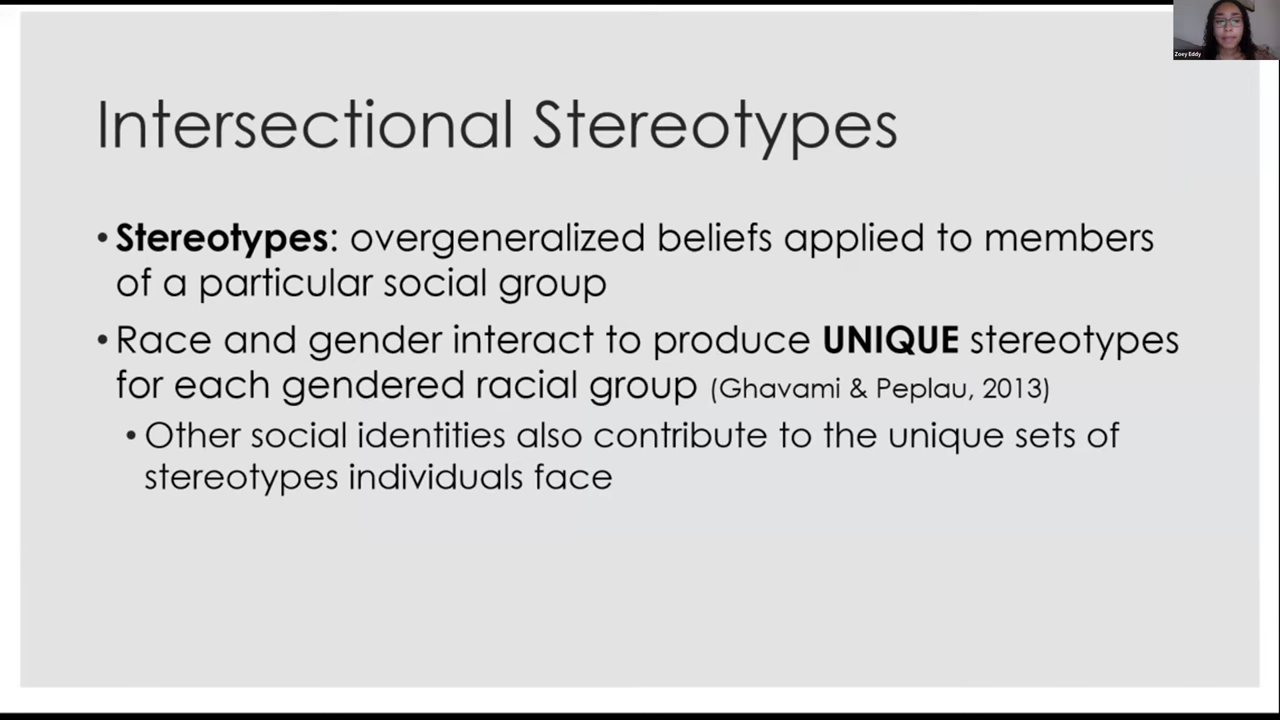 Zoey Eddy
Intersectional Stereotypes
• Stereotypes: overgeneralized beliefs applied to members
of a particular social group
• Race and gender interact to produce UNIQUE stereotypes
for each gendered racial group (Ghavami & Peplau, 2013)
• Other social identities also contribute to the unique sets of
stereotypes individuals face